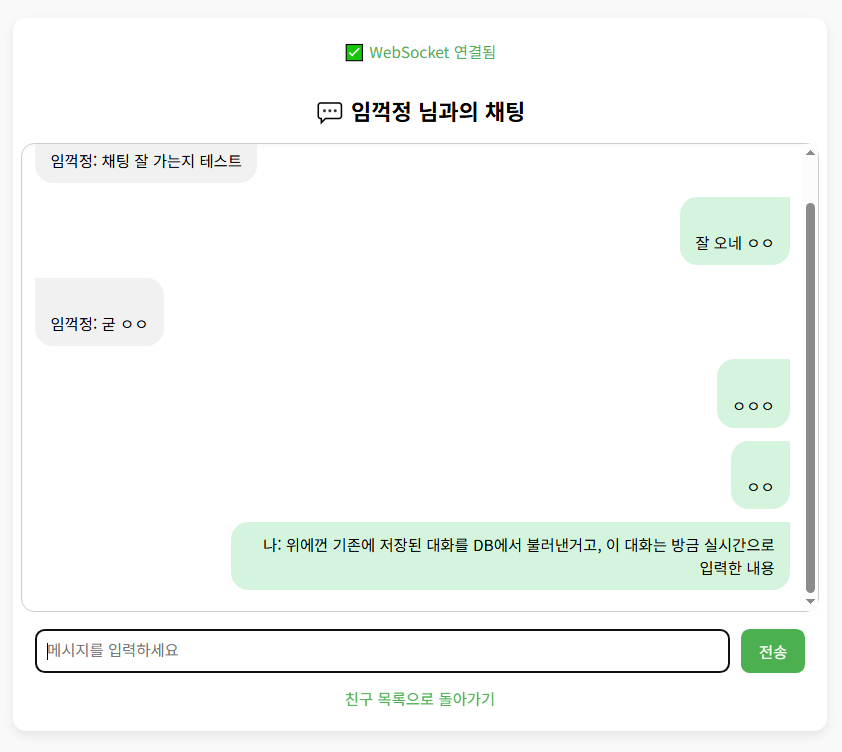 ✅ WebSocket 연결됨
💬 임꺽정 님과의 채팅
임꺽정: 채팅 잘 가는지 테스트
잘 오네 ㅇㅇ
임꺽정: 굳 ㅇㅇ
ㅇㅇㅇ
ㅇㅇ
나: 위에껀 기존에 저장된 대화를 DB에서 불러낸거고, 이 대화는 방금 실시간으로
입력한 내용
메시지를 입력하세요
전송
친구 목록으로 돌아가기